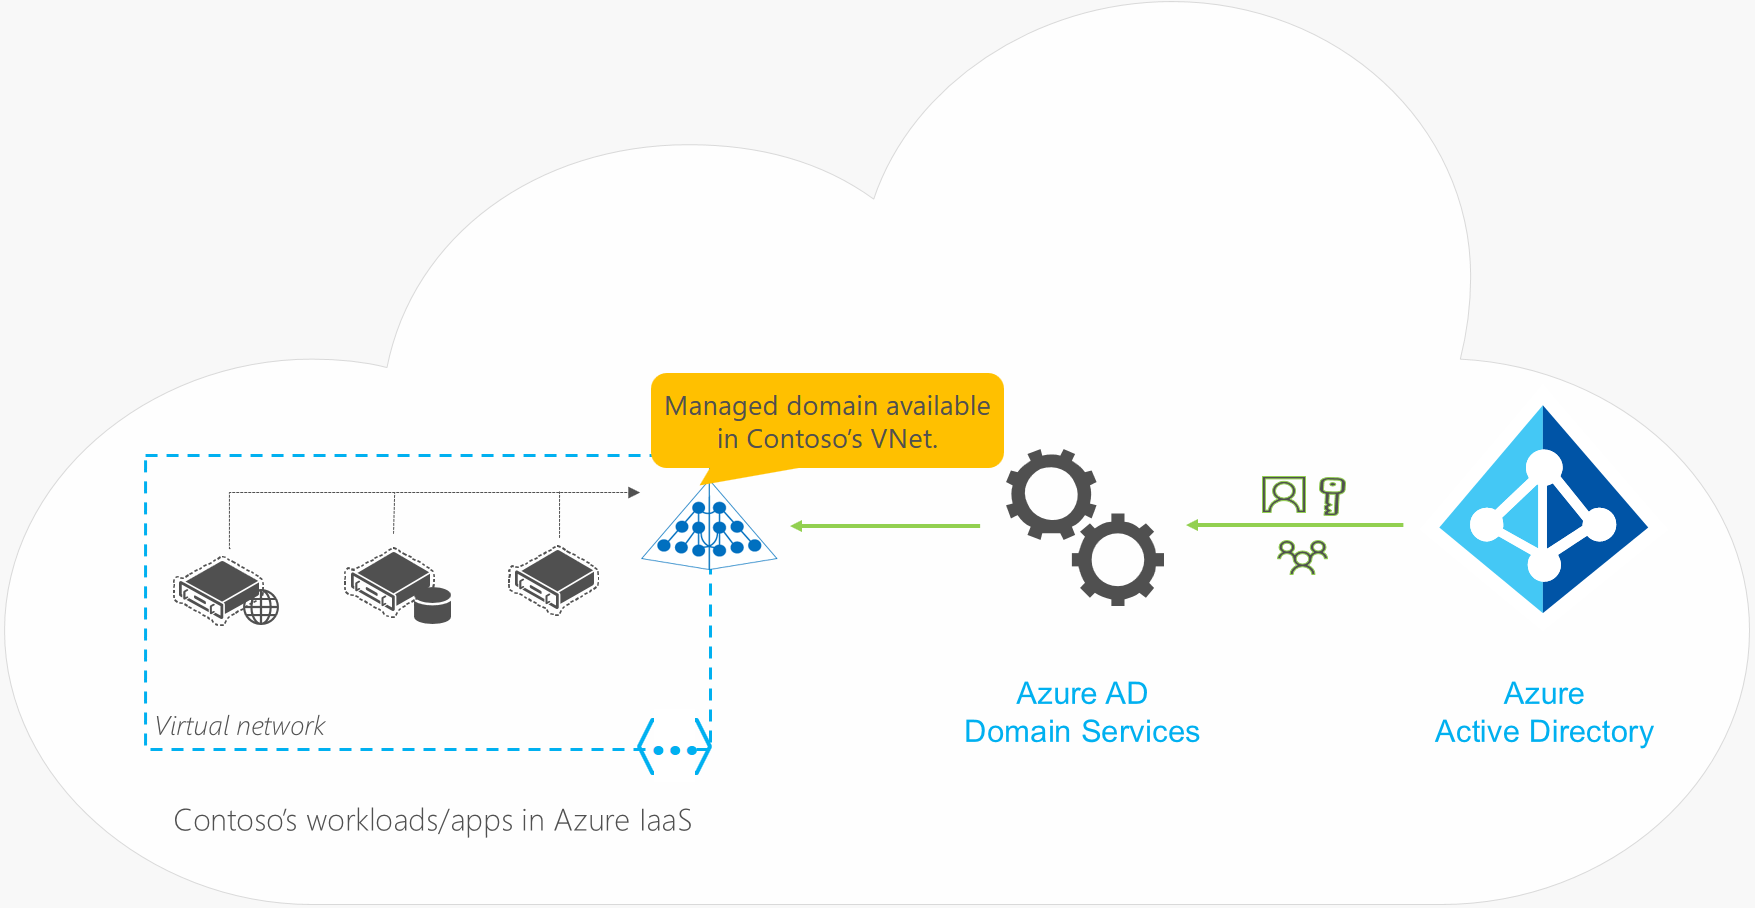 Managed domain available
in Contoso's VNet.
Virtual network
Contoso's workloads/apps in Azure IaaS
Azure AD
Domain Services
Azure
Active Directory